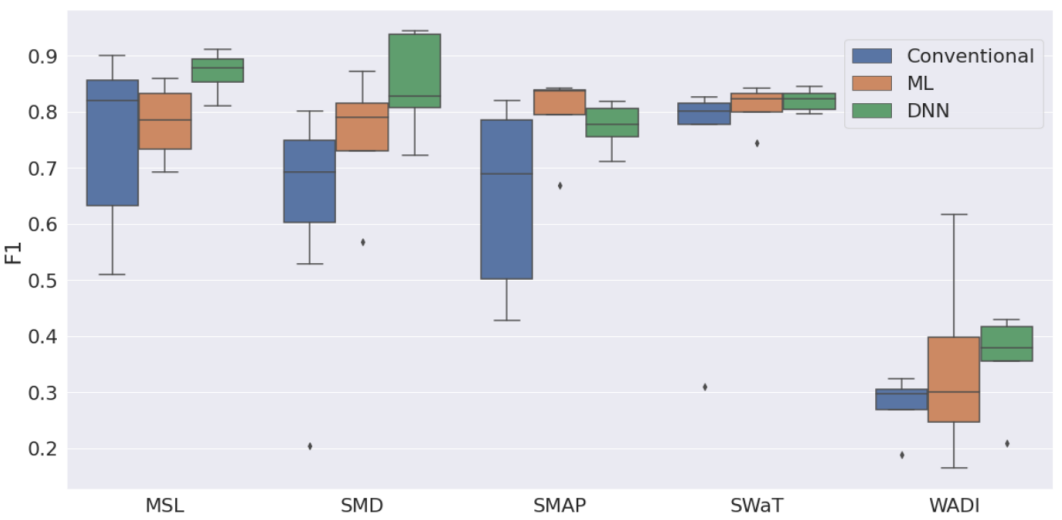 F1
0.9
0.8
0.7
0.6
0.5
0.4
0.3
0.2
Conventional
ML
DNN
MSL SMD SMAP SWaT WADI